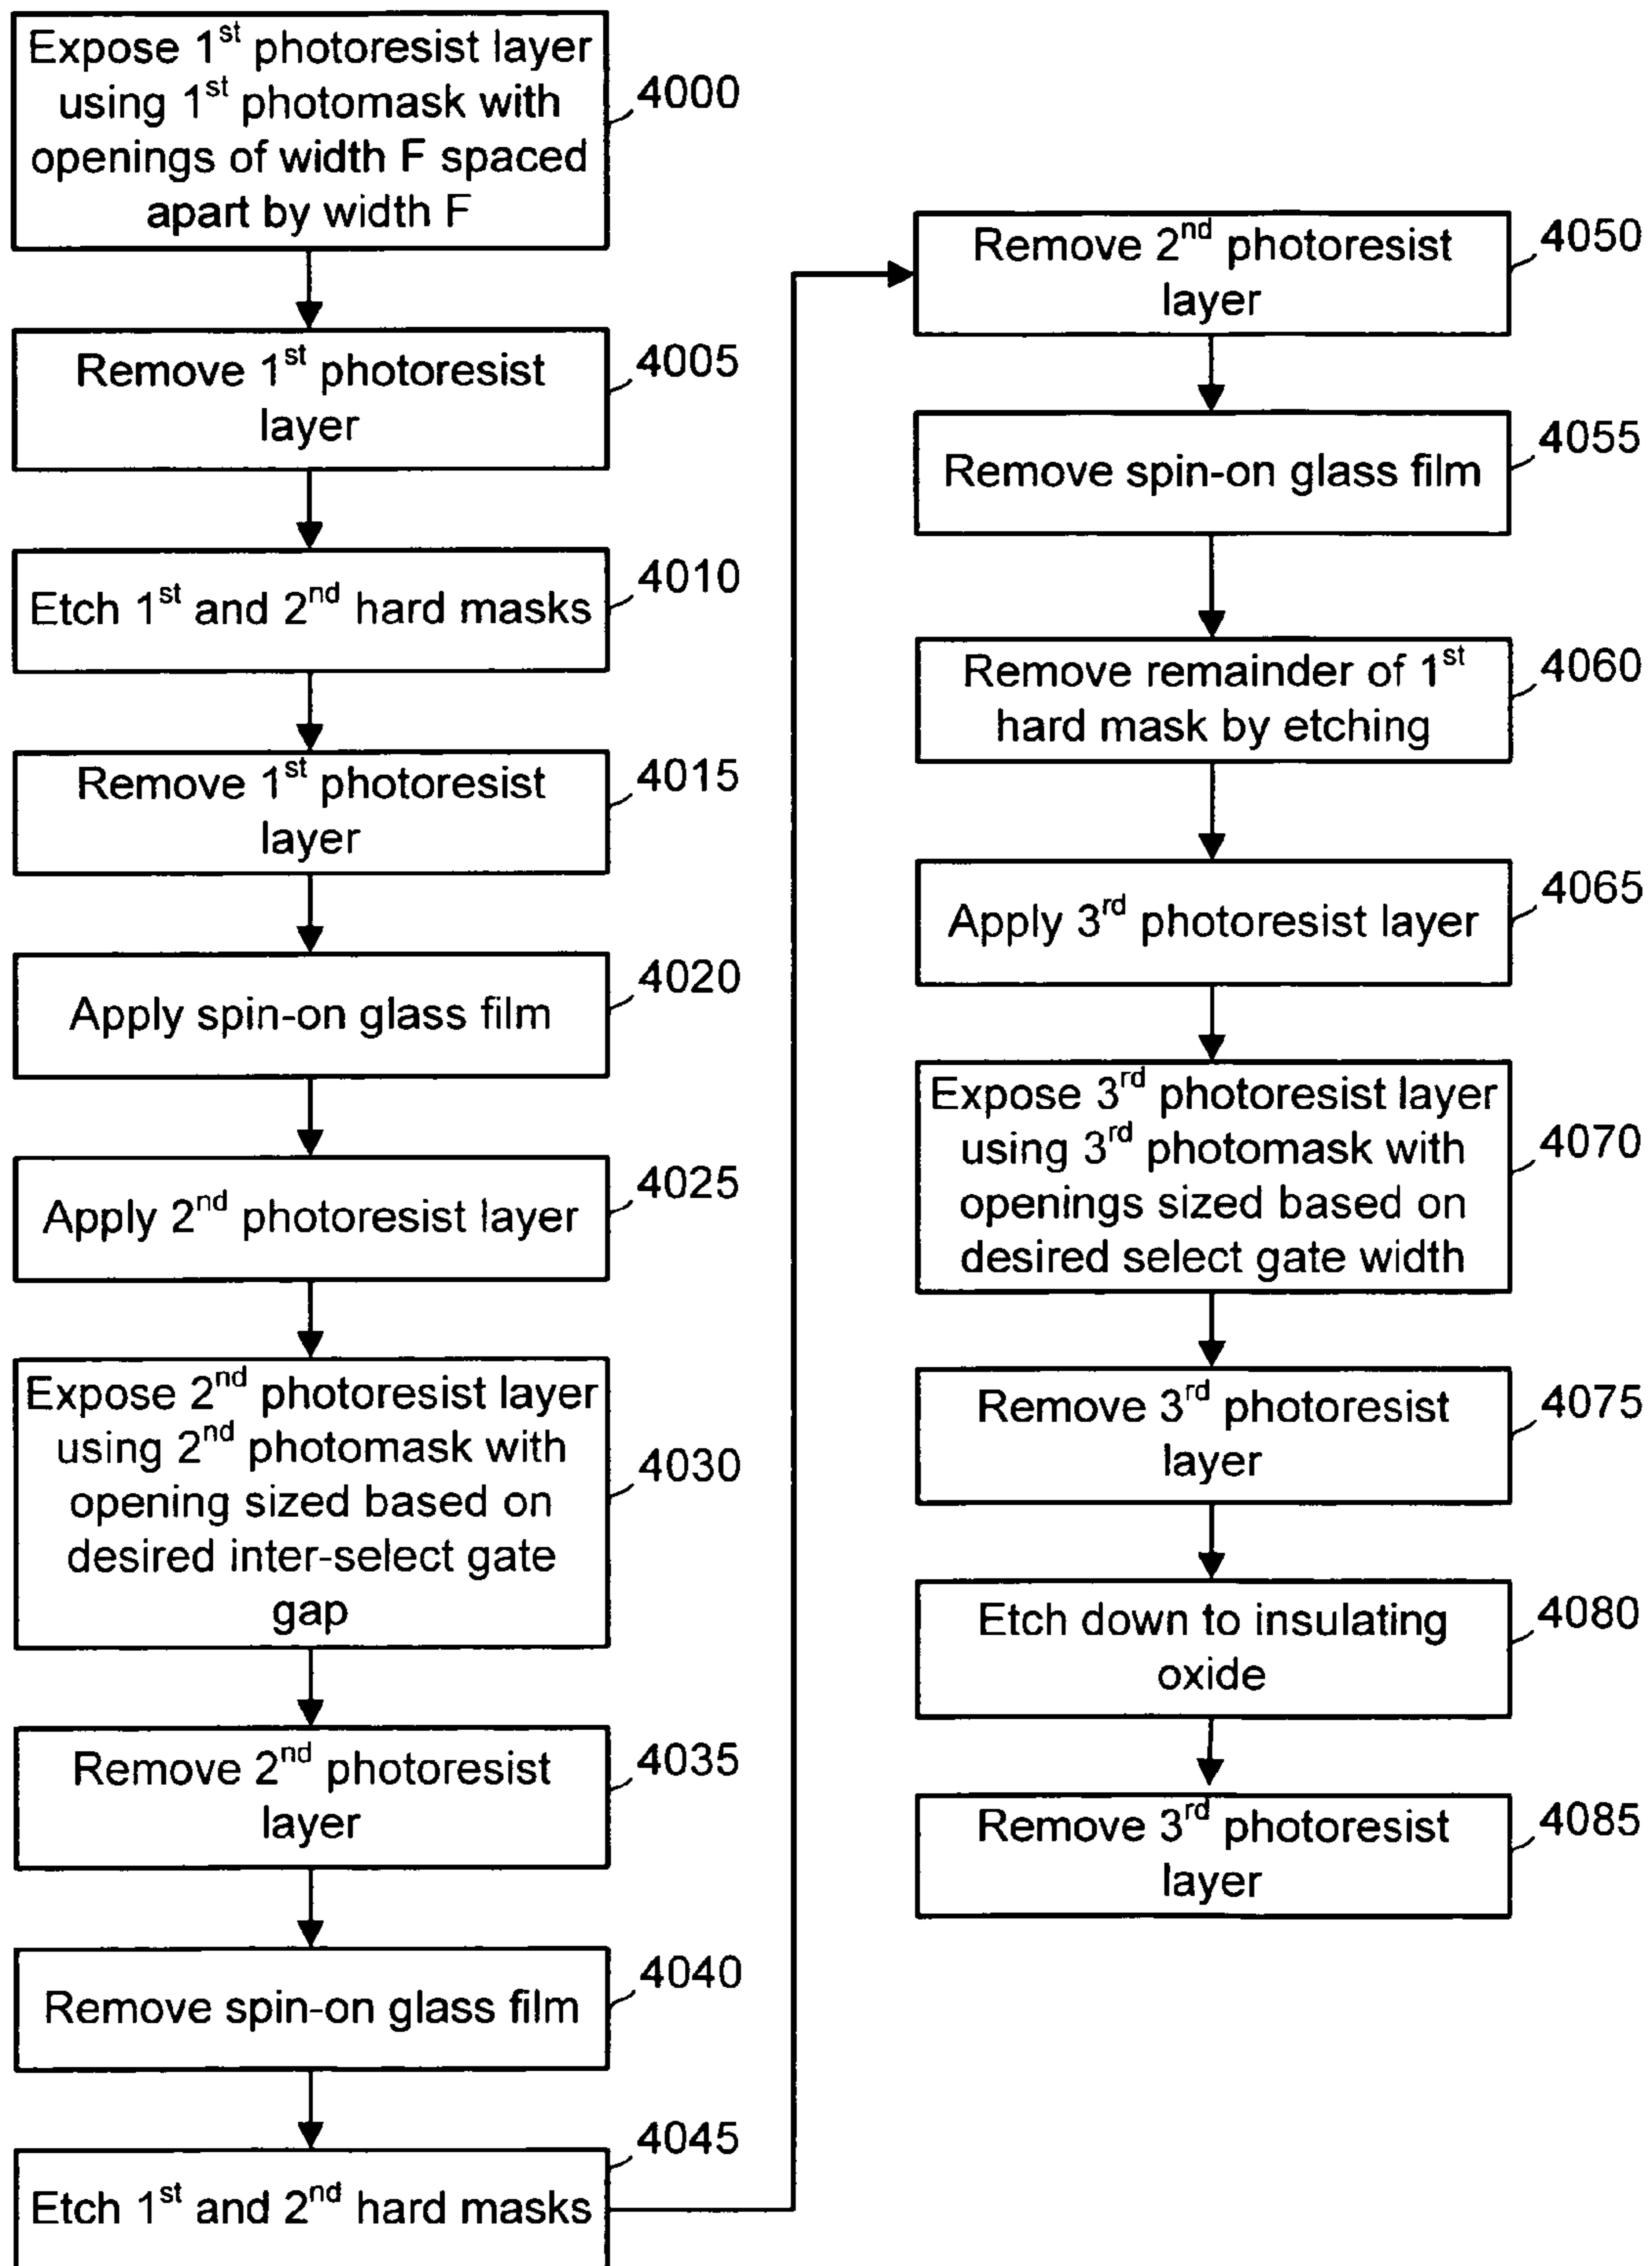 Expose 1st photoresist layer
using 1st photomask with
openings of width F spaced
apart by width F
4000
Remove 1st photoresist
layer
4005
Etch 1st and 2nd hard masks
4010
Remove 1st photoresist
layer
4015
Apply spin-on glass film
4020
Apply 2nd photoresist layer
4025
Expose 2nd photoresist layer
using 2nd photomask with
opening sized based on
desired inter-select gate
gap
4030
Remove 2nd photoresist
layer
4035
Remove spin-on glass film
4040
Etch 1st and 2nd hard masks
4045
Remove 2nd photoresist
layer
4050
Remove spin-on glass film
4055
Remove remainder of 1st
hard mask by etching
4060
Apply 3rd photoresist layer
4065
Expose 3rd photoresist layer
using 3rd photomask with
openings sized based on
desired select gate width
4070
Remove 3rd photoresist
layer
4075
Etch down to insulating
oxide
4080
Remove 3rd photoresist
layer
4085